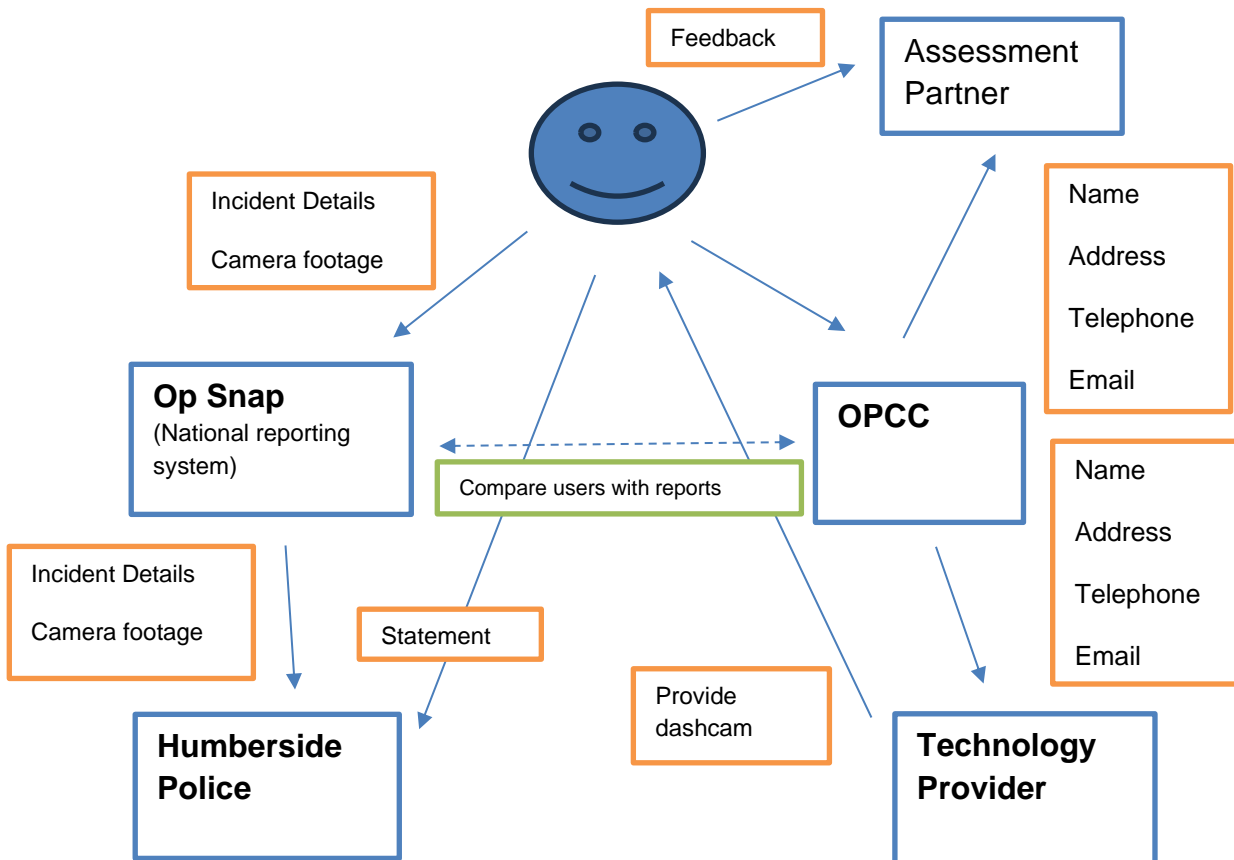 Feedback
Assessment
Partner
Incident Details
Camera footage
Name
Address
Telephone
Email
Op Snap
(National reporting
system)
OPCC
Compare users with reports
Name
Address
Telephone
Email
Incident Details
Camera footage
Statement
Provide
dashcam
Humberside
Police
Technology
Provider